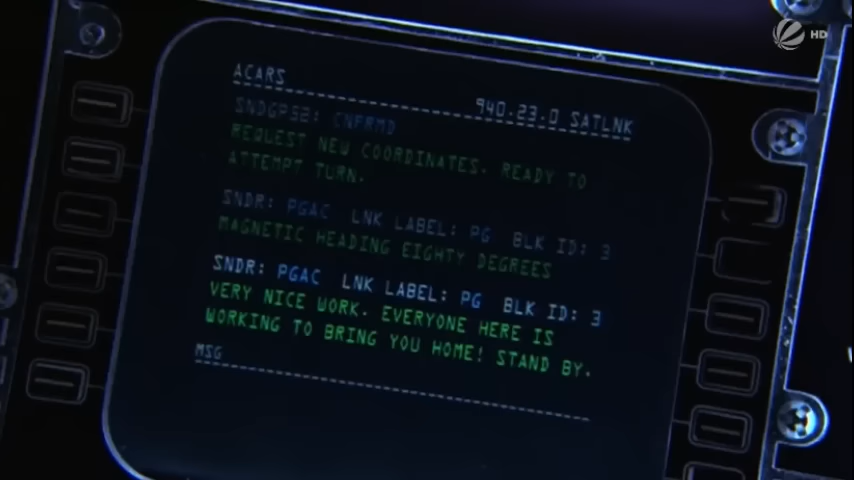 HD
ACARS
940.23.0 SATLNK
SNDGPS2: CNFRMD
REQUEST NEW COORDINATES. READY TO
ATTEMPT TURN.
SNDR: PGAC LNK LABEL: PG BLK ID: 3
MAGNETIC HEADING EIGHTY DEGREES
SNDR: PGAC LNK LABEL: PG BLK ID: 3
VERY NICE WORK. EVERYONE HERE IS
WORKING TO BRING YOU HOME! STAND BY.
MSG